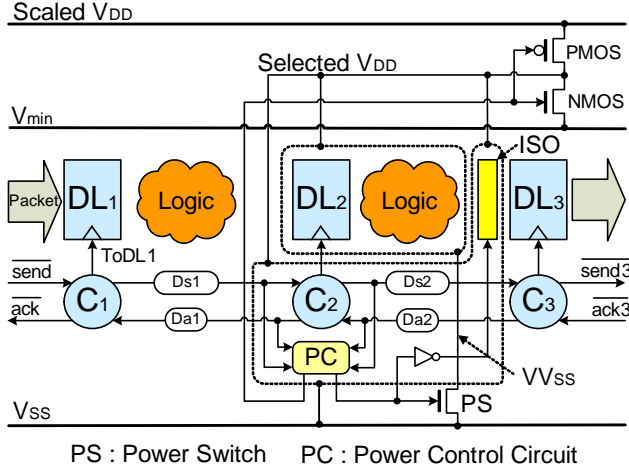 Scaled VDD
Selected VDD
PMOS
NMOS
Vmin
ISO
Packet
DL1
Logic
DL2
Logic
DL3
ToDL1
send
Ds1
Ds2
send3
C1
C2
C3
ack
Da1
Da2
ack3
PC
VVSS
PS
VSS
PS : Power Switch PC : Power Control Circuit